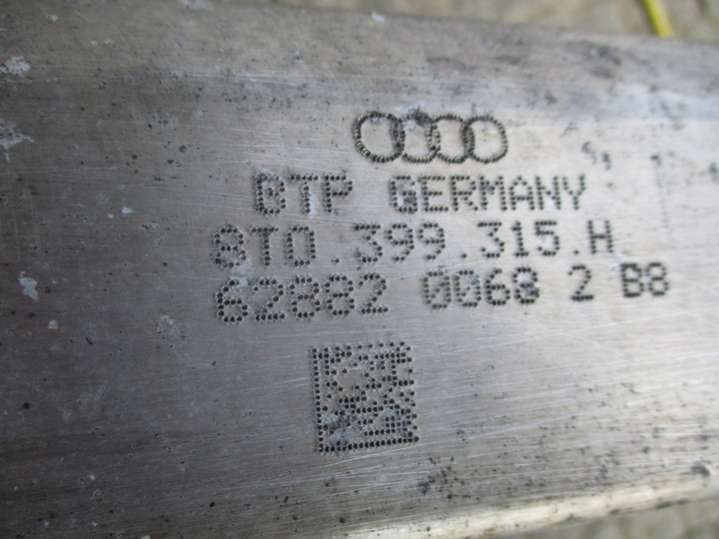 BTP GERMANY
8T0.399.315.H
62882 0068 2 B8